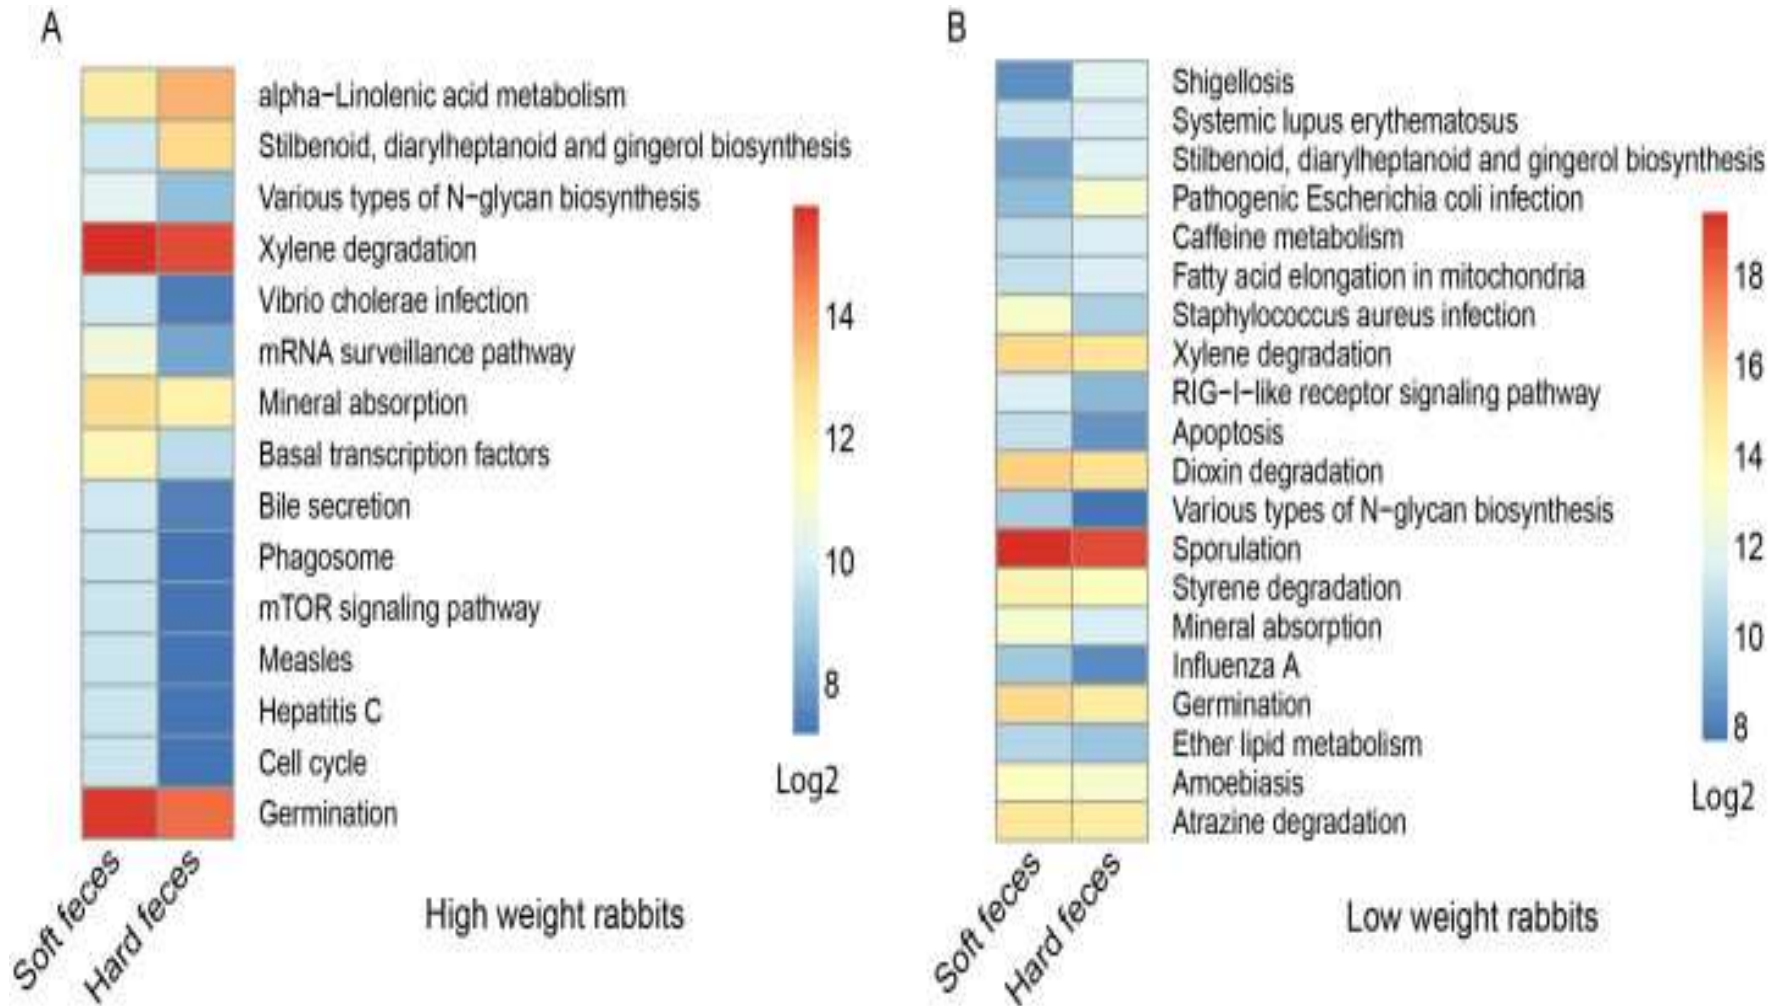 A
alpha-Linolenic acid metabolism
Stilbenoid, diarylheptanoid and gingerol biosynthesis
Various types of N-glycan biosynthesis
Xylene degradation
Vibrio cholerae infection
mRNA surveillance pathway
Mineral absorption
Basal transcription factors
Bile secretion
Phagosome
mTOR signaling pathway
Measles
Hepatitis C
Cell cycle
Germination
14
12
10
8
Log2
Soft feces
Hard feces
High weight rabbits
B
Shigellosis
Systemic lupus erythematosus
Stilbenoid, diarylheptanoid and gingerol biosynthesis
Pathogenic Escherichia coli infection
Caffeine metabolism
Fatty acid elongation in mitochondria
Staphylococcus aureus infection
Xylene degradation
RIG-I-like receptor signaling pathway
Apoptosis
Dioxin degradation
Various types of N-glycan biosynthesis
Sporulation
Styrene degradation
Mineral absorption
Influenza A
Germination
Ether lipid metabolism
Amoebiasis
Atrazine degradation
18
16
14
12
10
8
Log2
Soft feces
Hard feces
Low weight rabbits